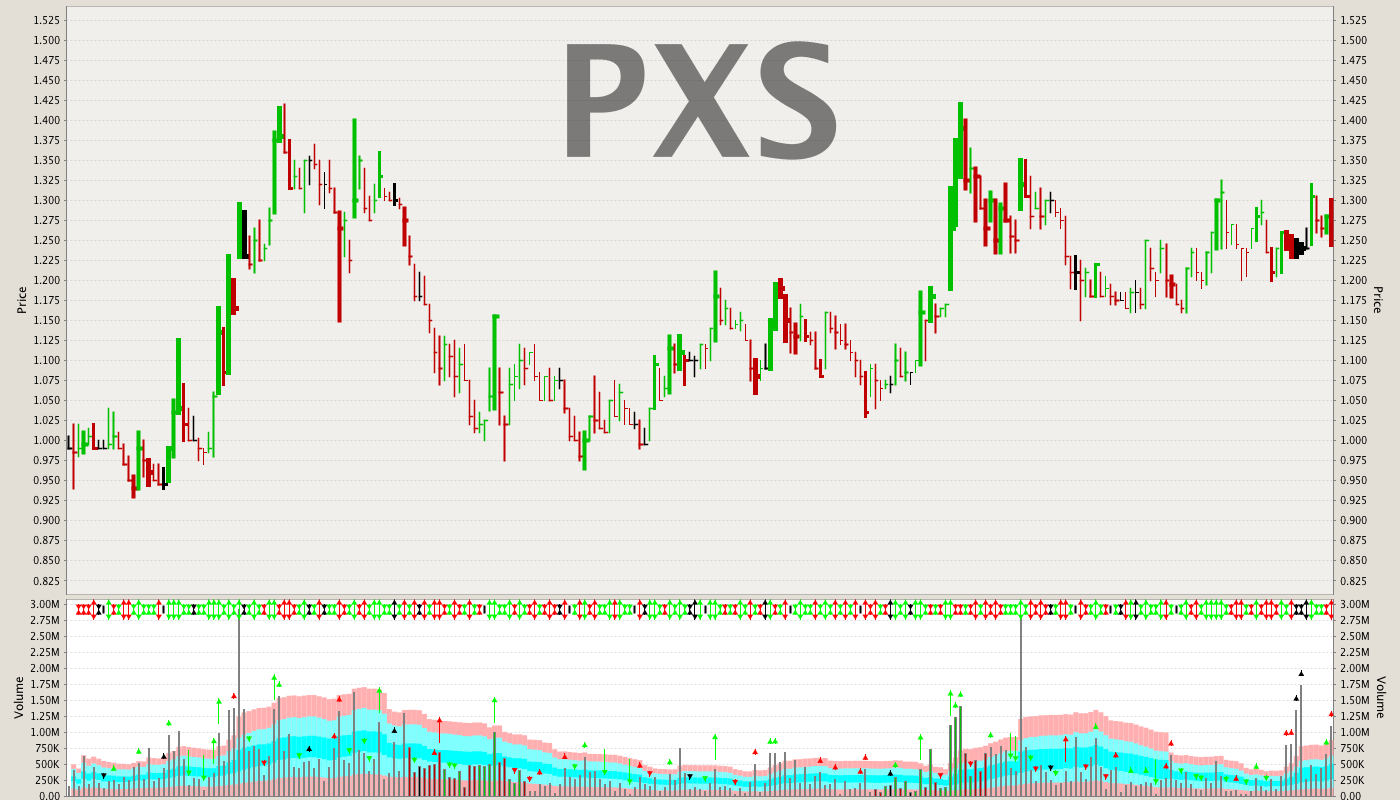 PXS
1.525 1.525
1.500 1.500
1.475 1.475
1.450 1.450
1.425 1.425
1.400 1.400
1.375 1.375
1.350 1.350
1.325 1.325
1.300 1.300
1.275 1.275
1.250 1.250
1.225 1.225
1.200 1.200
1.175 1.175
1.150 1.150
1.125 1.125
1.100 1.100
1.075 1.075
1.050 1.050
1.025 1.025
1.000 1.000
0.975 0.975
0.950 0.950
0.925 0.925
0.900 0.900
0.875 0.875
0.850 0.850
0.825 0.825
Price Price
3.00M 3.00M
2.75M 2.75M
2.50M 2.50M
2.25M 2.25M
2.00M 2.00M
1.75M 1.75M
1.50M 1.50M
1.25M 1.25M
1.00M 1.00M
750K 750K
500K 500K
250K 250K
0.00 0.00
Volume Volume